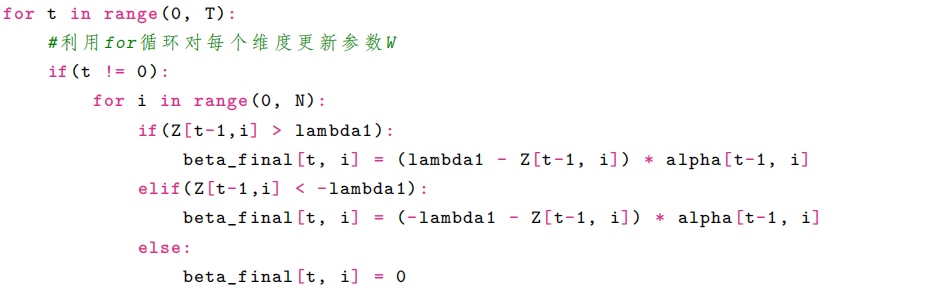 for t in range(0, T):
    #利用for循环对每个维度更新参数W
    if(t != 0):
        for i in range(0, N):
            if(Z[t-1,i] > lambda1):
                beta_final[t, i] = (lambda1 - Z[t-1, i]) * alpha[t-1, i]
            elif(Z[t-1,i] < -lambda1):
                beta_final[t, i] = (-lambda1 - Z[t-1, i]) * alpha[t-1, i]
            else:
                beta_final[t, i] = 0